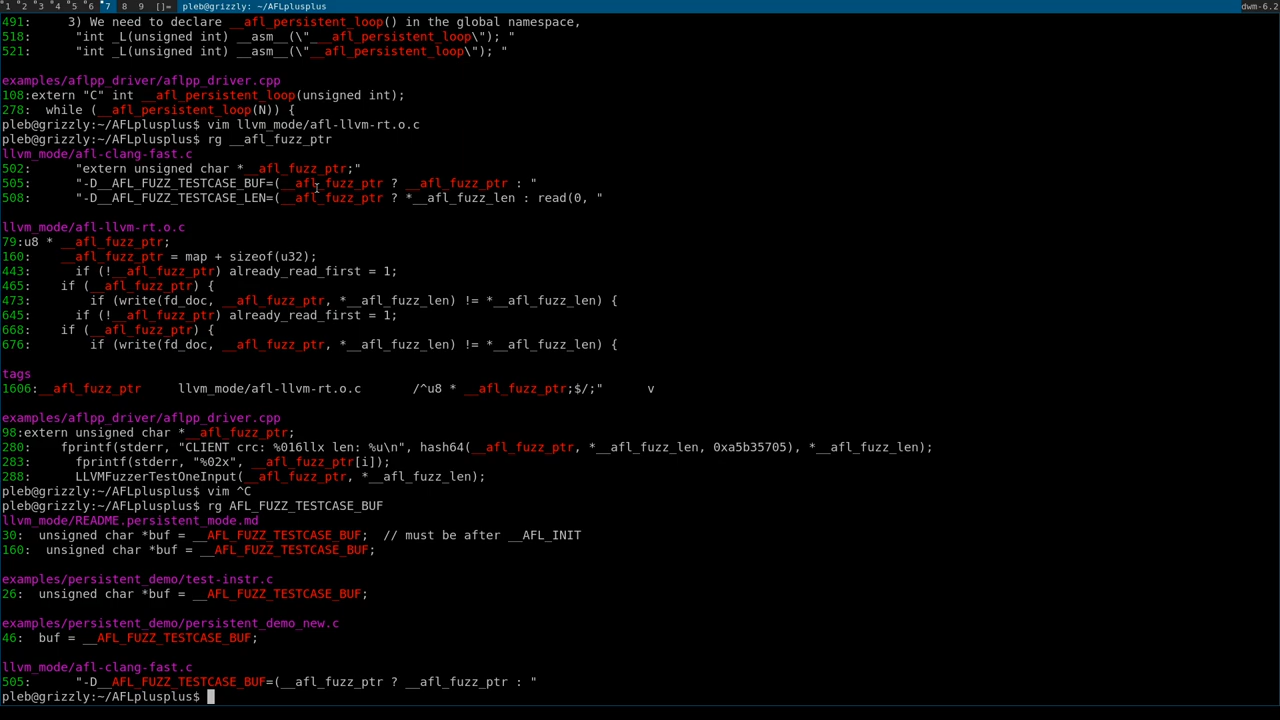 1 2 3 4 5 6 7 8 9 []= pleb@grizzly: ~/AFLplusplus dwm-6.2
491:      3) We need to declare __afl_persistent_loop() in the global namespace,
518:        "int _L(unsigned int) __asm__(\"___afl_persistent_loop\"); "
521:        "int _L(unsigned int) __asm__(\"__afl_persistent_loop\"); "

examples/aflpp_driver/aflpp_driver.cpp
108:extern "C" int __afl_persistent_loop(unsigned int);
278:  while (__afl_persistent_loop(N)) {
pleb@grizzly:~/AFLplusplus$ vim llvm_mode/afl-llvm-rt.o.c
pleb@grizzly:~/AFLplusplus$ rg __afl_fuzz_ptr
llvm_mode/afl-clang-fast.c
502:        "extern unsigned char *__afl_fuzz_ptr;"
505:        "-D__AFL_FUZZ_TESTCASE_BUF=(__afl_fuzz_ptr ? __afl_fuzz_ptr : "
508:        "-D__AFL_FUZZ_TESTCASE_LEN=(__afl_fuzz_ptr ? *__afl_fuzz_len : read(0, "

llvm_mode/afl-llvm-rt.o.c
79:u8 * __afl_fuzz_ptr;
160:    __afl_fuzz_ptr = map + sizeof(u32);
443:      if (!__afl_fuzz_ptr) already_read_first = 1;
465:    if (__afl_fuzz_ptr) {
473:        if (write(fd_doc, __afl_fuzz_ptr, *__afl_fuzz_len) != *__afl_fuzz_len) {
645:      if (!__afl_fuzz_ptr) already_read_first = 1;
668:    if (__afl_fuzz_ptr) {
676:        if (write(fd_doc, __afl_fuzz_ptr, *__afl_fuzz_len) != *__afl_fuzz_len) {

tags
1606:__afl_fuzz_ptr     llvm_mode/afl-llvm-rt.o.c       /^u8 * __afl_fuzz_ptr;$/;"      v

examples/aflpp_driver/aflpp_driver.cpp
98:extern unsigned char *__afl_fuzz_ptr;
280:    fprintf(stderr, "CLIENT crc: %016llx len: %u\n", hash64(__afl_fuzz_ptr, *__afl_fuzz_len, 0xa5b35705), *__afl_fuzz_len);
283:      fprintf(stderr, "%02x", __afl_fuzz_ptr[i]);
288:      LLVMFuzzerTestOneInput(__afl_fuzz_ptr, *__afl_fuzz_len);
pleb@grizzly:~/AFLplusplus$ vim ^C
pleb@grizzly:~/AFLplusplus$ rg AFL_FUZZ_TESTCASE_BUF
llvm_mode/README.persistent_mode.md
30:  unsigned char *buf = __AFL_FUZZ_TESTCASE_BUF;  // must be after __AFL_INIT
160:  unsigned char *buf = __AFL_FUZZ_TESTCASE_BUF;

examples/persistent_demo/test-instr.c
26:  unsigned char *buf = __AFL_FUZZ_TESTCASE_BUF;

examples/persistent_demo/persistent_demo_new.c
46:  buf = __AFL_FUZZ_TESTCASE_BUF;

llvm_mode/afl-clang-fast.c
505:        "-D__AFL_FUZZ_TESTCASE_BUF=(__afl_fuzz_ptr ? __afl_fuzz_ptr : "
pleb@grizzly:~/AFLplusplus$